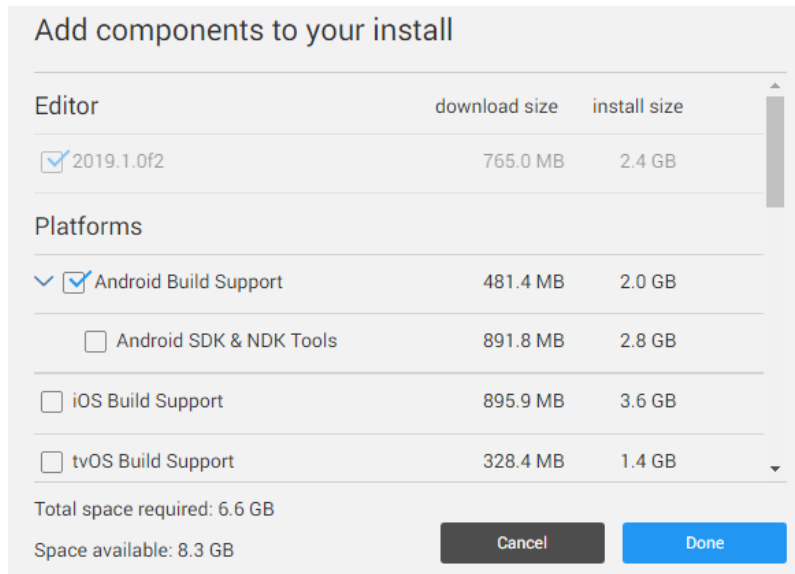 Add components to your install
Editor download size install size
2019.1.0f2 765.0 MB 2.4 GB
Platforms
Android Build Support 481.4 MB 2.0 GB
Android SDK & NDK Tools 891.8 MB 2.8 GB
iOS Build Support 895.9 MB 3.6 GB
tvOS Build Support 328.4 MB 1.4 GB
Total space required: 6.6 GB
Space available: 8.3 GB
Cancel Done